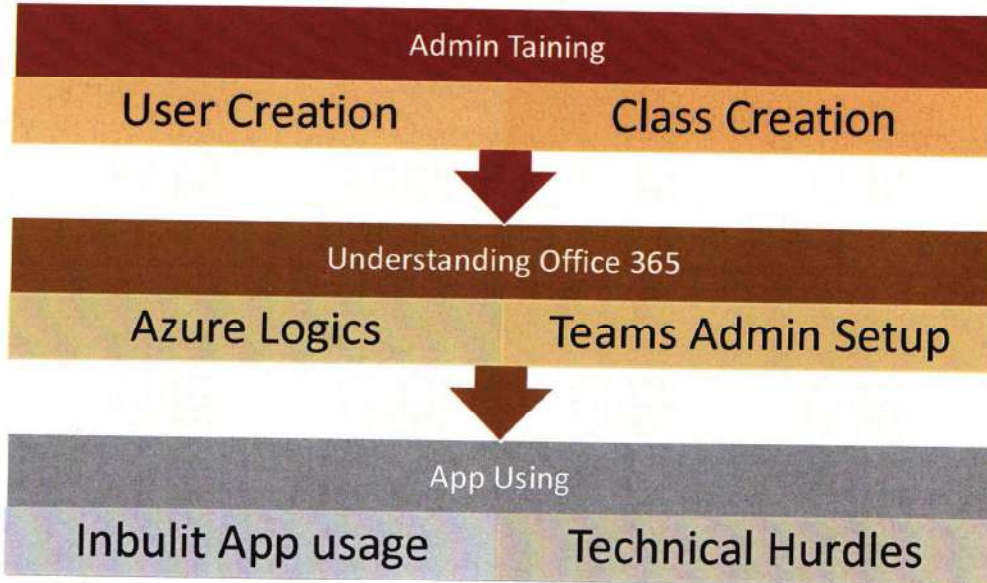 Admin Taining
User Creation Class Creation
Understanding Office 365
Azure Logics Teams Admin Setup
App Using
Inbulit App usage Technical Hurdles